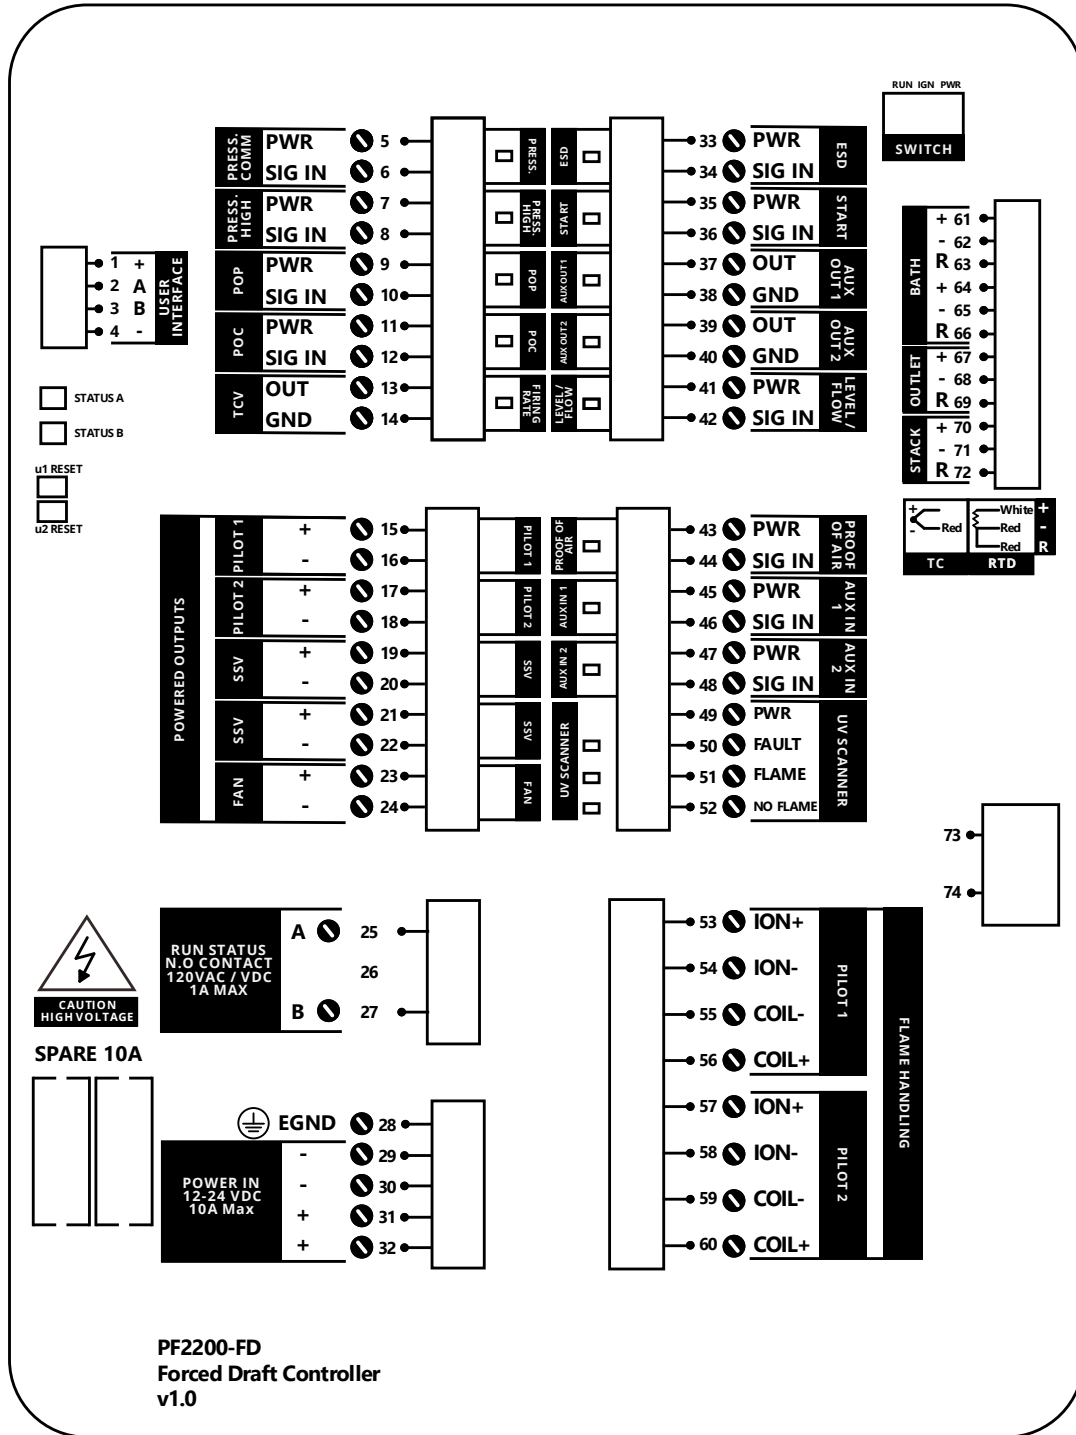 RUN IGN PWR
SWITCH
PRESS.
COMM
PWR 5
SIG IN 6
PRESS.
HIGH
PWR 7
SIG IN 8
POP
PWR 9
SIG IN 10
POC
PWR 11
SIG IN 12
TCV
OUT 13
GND 14
PRESS.
PRESS.
HIGH
POP
POC
FIRING
RATE
ESD
START
AUX OUT 1
AUX OUT 2
LEVEL/
FLOW
33 PWR
34 SIG IN
ESD
35 PWR
36 SIG IN
START
37 OUT
38 GND
AUX
OUT 1
39 OUT
40 GND
AUX
OUT 2
41 PWR
42 SIG IN
LEVEL /
FLOW
1 +
2 A
3 B
4 -
USER
INTERFACE
STATUS A
STATUS B
u1 RESET
u2 RESET
BATH
+ 61
- 62
R 63
+ 64
- 65
R 66
OUTLET
+ 67
- 68
R 69
STACK
+ 70
- 71
R 72
+
-
Red
TC
White
Red
Red
RTD
+
-
R
POWERED OUTPUTS
PILOT 1
+ 15
- 16
PILOT 2
+ 17
- 18
SSV
+ 19
- 20
SSV
+ 21
- 22
FAN
+ 23
- 24
PILOT 1
PILOT 2
SSV
SSV
FAN
PROOF OF
AIR
AUX IN 1
AUX IN 2
UV SCANNER
43 PWR
44 SIG IN
PROOF
OF AIR
45 PWR
46 SIG IN
AUX IN
1
47 PWR
48 SIG IN
AUX IN
2
49 PWR
50 FAULT
51 FLAME
52 NO FLAME
UV SCANNER
73
74
CAUTION
HIGH VOLTAGE
RUN STATUS
N.O CONTACT
120VAC / VDC
1A MAX
A 25
26
B 27
SPARE 10A
EGND 28
POWER IN
12-24 VDC
10A Max
- 29
- 30
+ 31
+ 32
53 ION+
54 ION-
55 COIL-
56 COIL+
PILOT 1
57 ION+
58 ION-
59 COIL-
60 COIL+
PILOT 2
FLAME HANDLING
PF2200-FD
Forced Draft Controller
v1.0